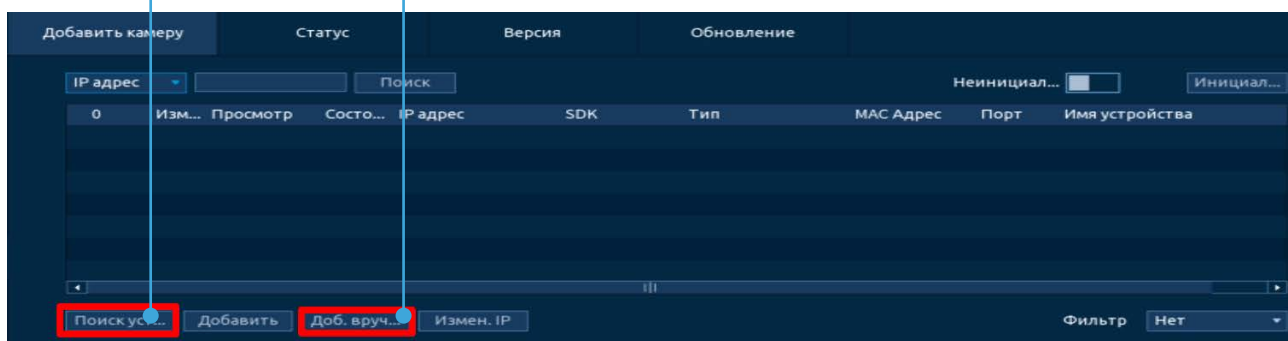 Добавить камеру Статус Версия Обновление
IP адрес Поиск Неинициал... Инициал...
0 Изм... Просмотр Состо... IP адрес SDK Тип MAC Адрес Порт Имя устройства
Поиск уст... Добавить Доб. вруч... Измен. IP Фильтр Нет